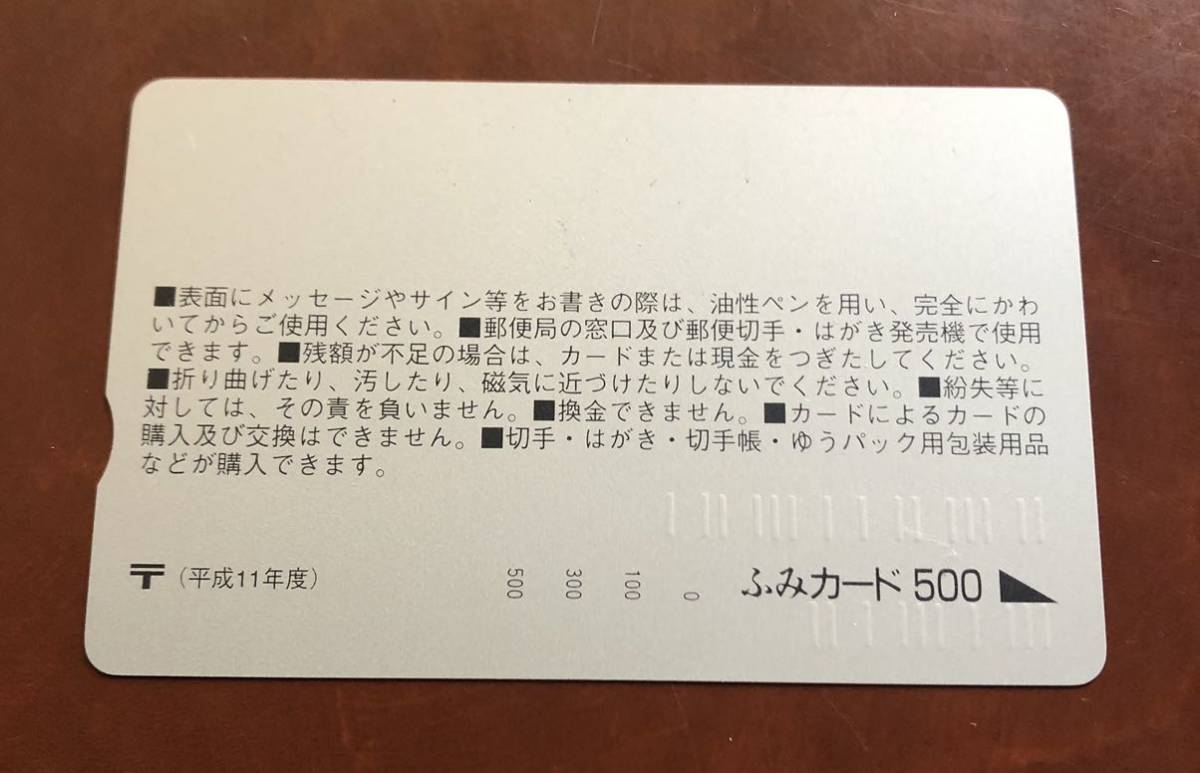 ■表面にメッセージやサイン等をお書きの際は、油性ペンを用い、完全にかわ
いてからご使用ください。■郵便局の窓口及び郵便切手・はがき発売機で使用
できます。■残額が不足の場合は、カードまたは現金をつぎたしてください。
■折り曲げたり、汚したり、磁気に近づけたりしないでください。■紛失等に
対しては、その責を負いません。■換金できません。■カードによるカードの
購入及び交換はできません。■切手・はがき・切手帳・ゆうパック用包装用品
などが購入できます。
〒（平成11年度） 500 300 100 0 ふみカード 500